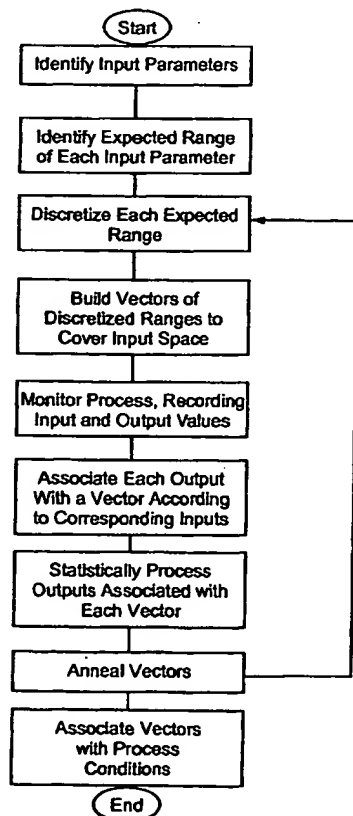 Start
Identify Input Parameters
Identify Expected Range
of Each Input Parameter
Discretize Each Expected
Range
Build Vectors of
Discretized Ranges to
Cover Input Space
Monitor Process, Recording
Input and Output Values
Associate Each Output
With a Vector According
to Corresponding Inputs
Statistically Process
Outputs Associated with
Each Vector
Anneal Vectors
Associate Vectors
with Process
Conditions
End